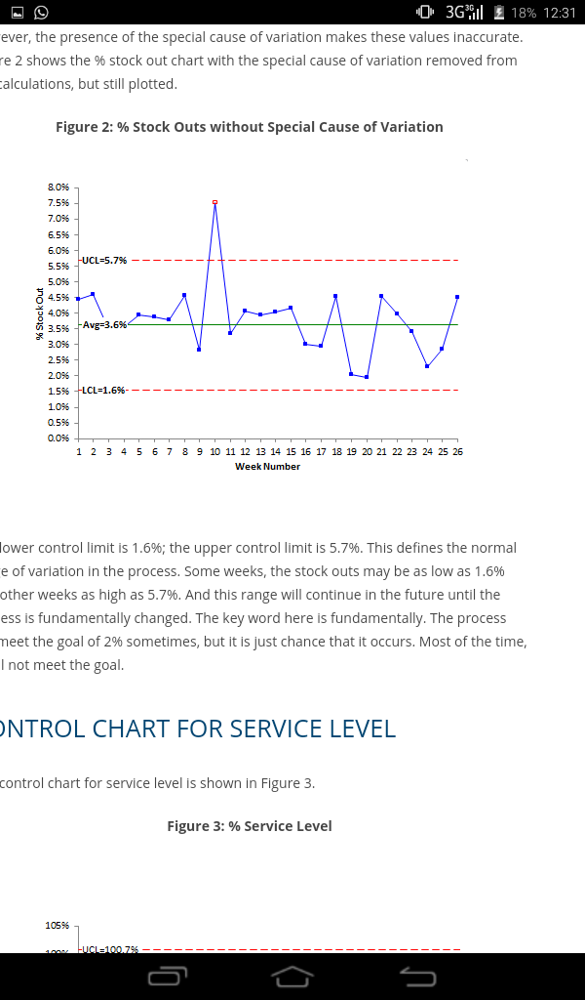 3G 3G 18% 12:31
ever, the presence of the special cause of variation makes these values inaccurate.
re 2 shows the % stock out chart with the special cause of variation removed from
calculations, but still plotted.
Figure 2: % Stock Outs without Special Cause of Variation
8.0%
7.5%
7.0%
6.5%
6.0%
UCL=5.7%
5.5%
5.0%
4.5%
4.0%
Avg=3.6%
3.5%
3.0%
2.5%
2.0%
1.5%
LCL=1.6%
1.0%
0.5%
0.0%
% Stock Out
1 2 3 4 5 6 7 8 9 10 11 12 13 14 15 16 17 18 19 20 21 22 23 24 25 26
Week Number
lower control limit is 1.6%; the upper control limit is 5.7%. This defines the normal
e of variation in the process. Some weeks, the stock outs may be as low as 1.6%
other weeks as high as 5.7%. And this range will continue in the future until the
ess is fundamentally changed. The key word here is fundamentally. The process
meet the goal of 2% sometimes, but it is just chance that it occurs. Most of the time,
l not meet the goal.
ONTROL CHART FOR SERVICE LEVEL
control chart for service level is shown in Figure 3.
Figure 3: % Service Level
105%
UCL=100.7%
100%